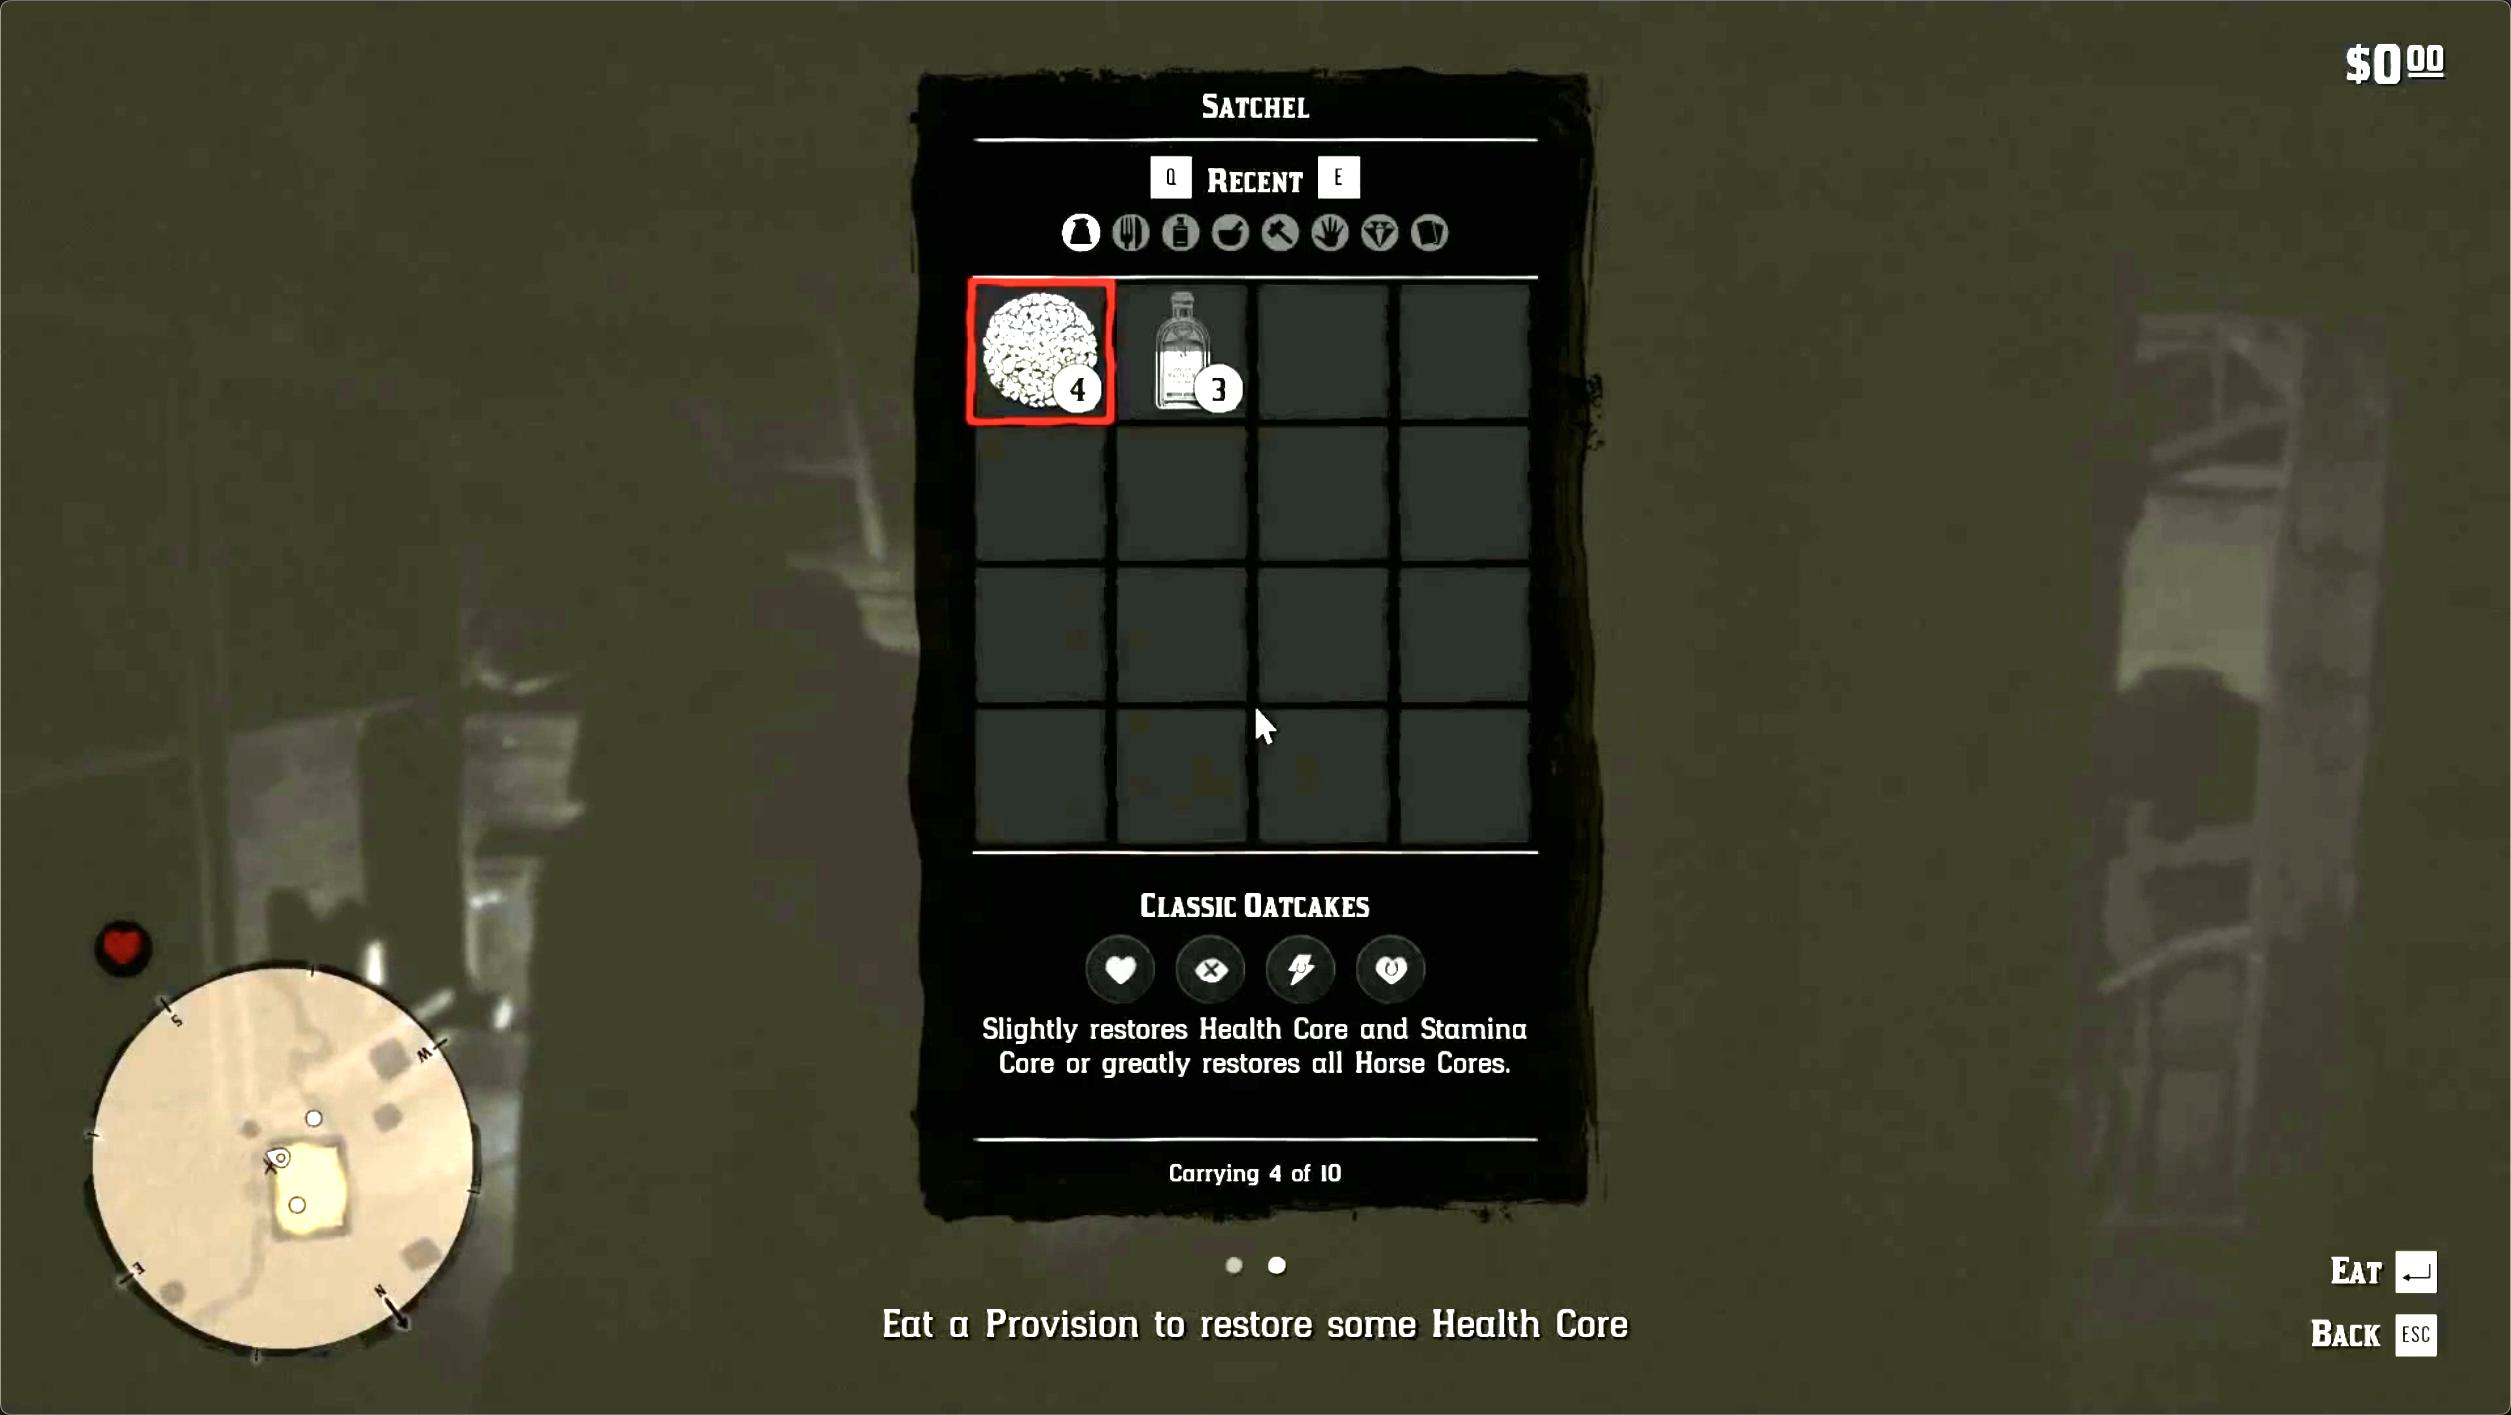 $0 00
SATCHEL
Q RECENT E
4
3
CLASSIC OATCAKES
Slightly restores Health Core and Stamina
Core or greatly restores all Horse Cores.
Carrying 4 of 10
Eat a Provision to restore some Health Core
EAT
BACK ESC
S
W
E
N